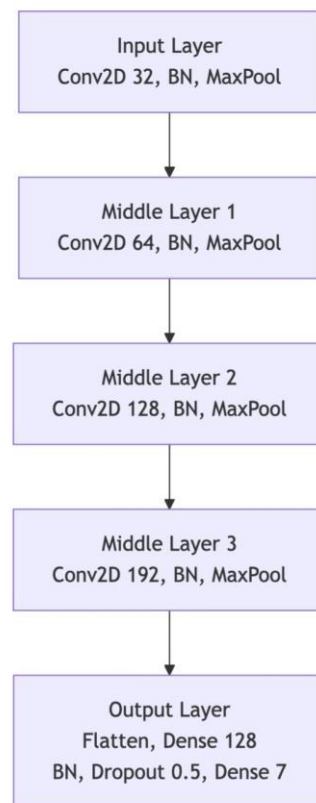 Input Layer
Conv2D 32, BN, MaxPool
Middle Layer 1
Conv2D 64, BN, MaxPool
Middle Layer 2
Conv2D 128, BN, MaxPool
Middle Layer 3
Conv2D 192, BN, MaxPool
Output Layer
Flatten, Dense 128
BN, Dropout 0.5, Dense 7